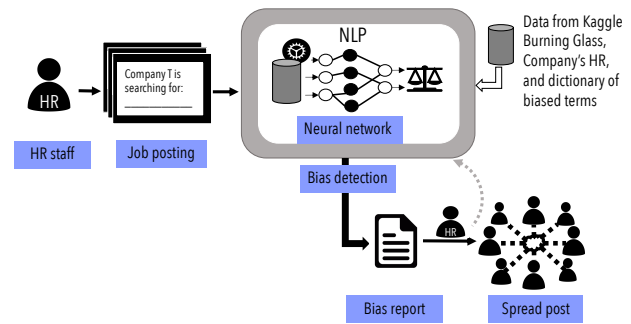 NLP
Data from Kaggle
Burning Glass,
Company's HR,
and dictionary of
biased terms
HR
Company T is
searching for:
____________
Neural network
HR staff
Job posting
Bias detection
HR
Bias report
Spread post